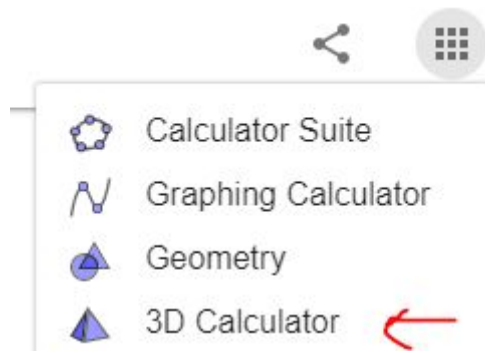 Calculator Suite
Graphing Calculator
Geometry
3D Calculator